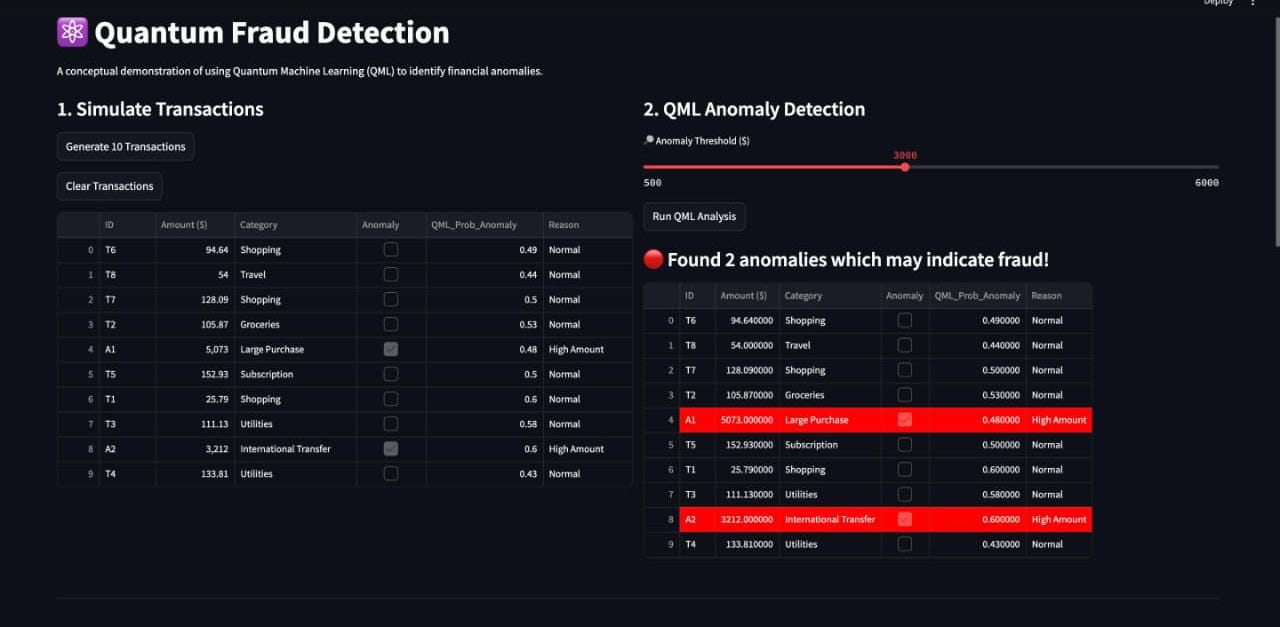 Deploy
Quantum Fraud Detection
A conceptual demonstration of using Quantum Machine Learning (QML) to identify financial anomalies.
1. Simulate Transactions
Generate 10 Transactions
Clear Transactions
ID Amount ($) Category Anomaly QML_Prob_Anomaly Reason
0 T6 94.64 Shopping 0.49 Normal
1 T8 54 Travel 0.44 Normal
2 T7 128.09 Shopping 0.5 Normal
3 T2 105.87 Groceries 0.53 Normal
4 A1 5,073 Large Purchase 0.48 High Amount
5 T5 152.93 Subscription 0.5 Normal
6 T1 25.79 Shopping 0.6 Normal
7 T3 111.13 Utilities 0.58 Normal
8 A2 3,212 International Transfer 0.6 High Amount
9 T4 133.81 Utilities 0.43 Normal
2. QML Anomaly Detection
Anomaly Threshold ($)
3000
500 6000
Run QML Analysis
Found 2 anomalies which may indicate fraud!
ID Amount ($) Category Anomaly QML_Prob_Anomaly Reason
0 T6 94.640000 Shopping 0.490000 Normal
1 T8 54.000000 Travel 0.440000 Normal
2 T7 128.090000 Shopping 0.500000 Normal
3 T2 105.870000 Groceries 0.530000 Normal
4 A1 5073.000000 Large Purchase 0.480000 High Amount
5 T5 152.930000 Subscription 0.500000 Normal
6 T1 25.790000 Shopping 0.600000 Normal
7 T3 111.130000 Utilities 0.580000 Normal
8 A2 3212.000000 International Transfer 0.600000 High Amount
9 T4 133.810000 Utilities 0.430000 Normal